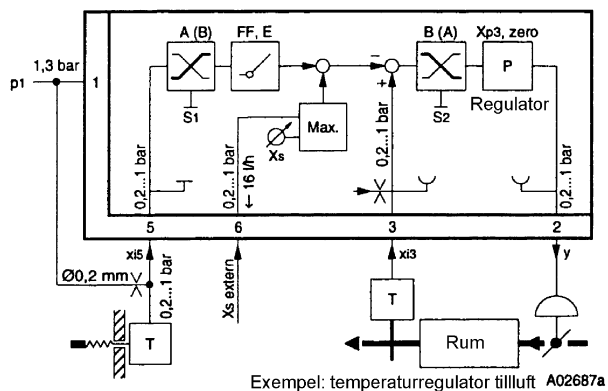 A (B)
FF, E
B (A)
Xp3, zero
1,3 bar
p1
1
–
+
P
S1
S2
Regulator
Max.
Xs
0,2...1 bar
0,2...1 bar
← 16 l/h
0,2...1 bar
0,2...1 bar
5
6
3
2
xi5
Xs extern
xi3
y
Ø0,2 mm
0,2...1 bar
T
T
Rum
Exempel: temperaturregulator tillluft
A02687a